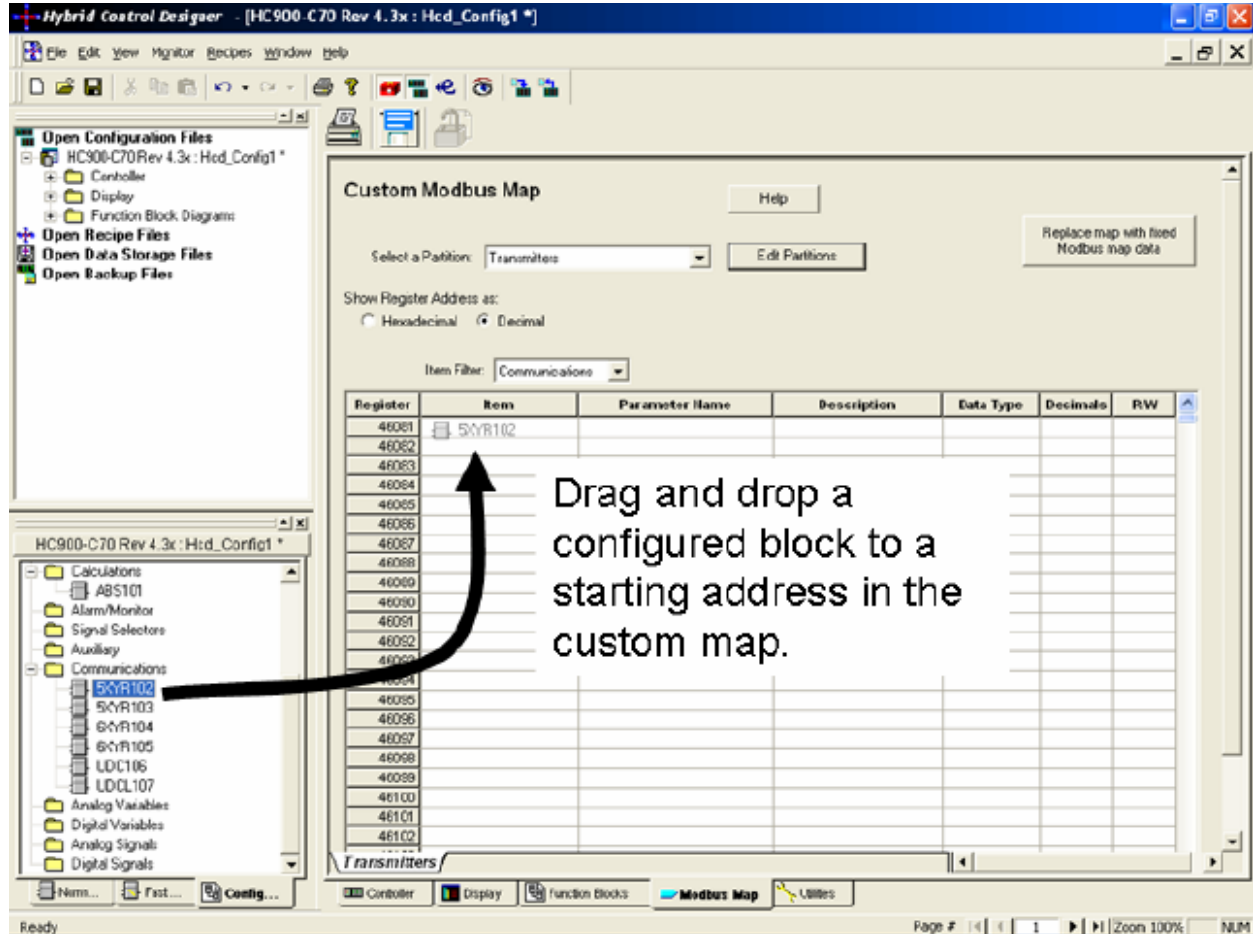 Hybrid Control Designer - [HC900-C70 Rev 4.3x : Hcd_Config1 *]
File Edit View Monitor Recipes Window Help
Open Configuration Files
HC900-C70 Rev 4.3x : Hcd_Config1 *
Controller
Display
Function Block Diagrams
Open Recipe Files
Open Data Storage Files
Open Backup Files
Custom Modbus Map
Help
Replace map with fixed
Modbus map data
Select a Partition: Transmitters
Edit Partitions
Show Register Address as:
Hexadecimal Decimal
Item Filter: Communications
Register Item Parameter Name Description Data Type Decimals R/W
46081 5XYR102
46082
46083
46084
46085
46086
46087
46088
46089
46090
46091
46092
46093
46094
46095
46096
46097
46098
46099
46100
46101
46102
Drag and drop a
configured block to a
starting address in the
custom map.
HC900-C70 Rev 4.3x : Hcd_Config1 *
Calculations
ABS101
Alarm/Monitor
Signal Selectors
Auxiliary
Communications
5XYR102
5XYR103
6XYR104
6XYR105
UDC106
UDCL107
Analog Variables
Digital Variables
Analog Signals
Digital Signals
Norm... Fast... Config...
Transmitters
Controller Display Function Blocks Modbus Map Utilities
Ready Page # 1 Zoom 100% NUM